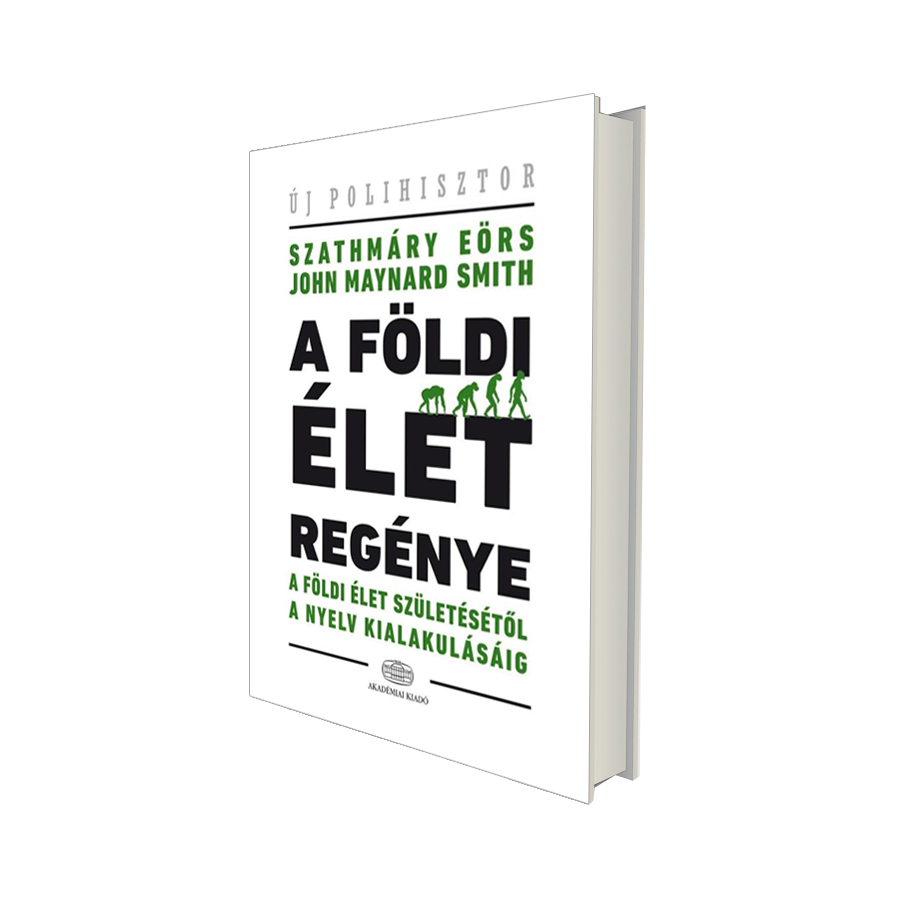 ÚJ POLIHISZTOR
SZATHMÁRY EÖRS
JOHN MAYNARD SMITH
A FÖLDI
ÉLET
REGÉNYE
A FÖLDI ÉLET SZÜLETÉSÉTŐL
A NYELV KIALAKULÁSÁIG
AKADÉMIAI KIADÓ